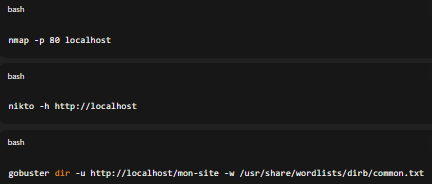 bash
nmap -p 80 localhost
bash
nikto -h http://localhost
bash
gobuster dir -u http://localhost/mon-site -w /usr/share/wordlists/dirb/common.txt